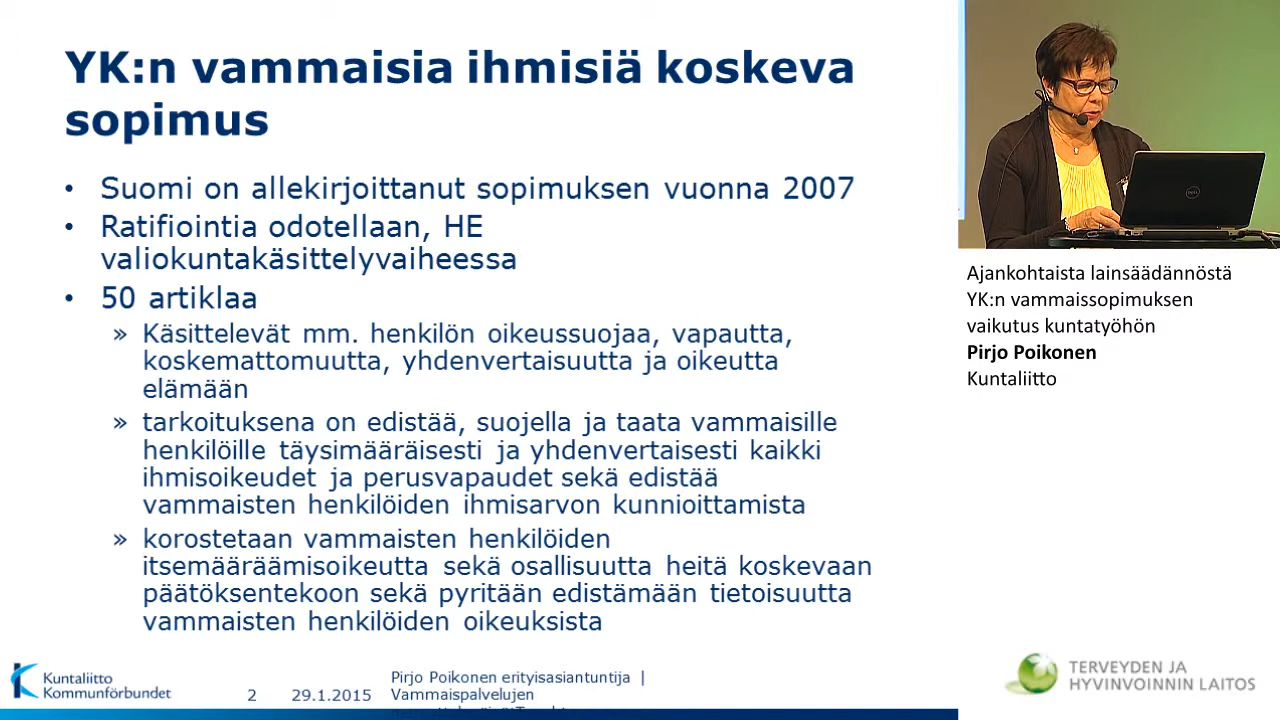 YK:n vammaisia ihmisiä koskeva
sopimus
• Suomi on allekirjoittanut sopimuksen vuonna 2007
• Ratifiointia odotellaan, HE
valiokuntakäsittelyvaiheessa
• 50 artiklaa
» Käsittelevät mm. henkilön oikeussuojaa, vapautta,
koskemattomuutta, yhdenvertaisuutta ja oikeutta
elämään
» tarkoituksena on edistää, suojella ja taata vammaisille
henkilöille täysimääräisesti ja yhdenvertaisesti kaikki
ihmisoikeudet ja perusvapaudet sekä edistää
vammaisten henkilöiden ihmisarvon kunnioittamista
» korostetaan vammaisten henkilöiden
itsemääräämisoikeutta sekä osallisuutta heitä koskevaan
päätöksentekoon sekä pyritään edistämään tietoisuutta
vammaisten henkilöiden oikeuksista
Kuntaliitto
Kommunförbundet
2
29.1.2015
Pirjo Poikonen erityisasiantuntija |
Vammaispalvelujen
DELL
Ajankohtaista lainsäädännöstä
YK:n vammaissopimuksen
vaikutus kuntatyöhön
Pirjo Poikonen
Kuntaliitto
TERVEYDEN JA
HYVINVOINNIN LAITOS